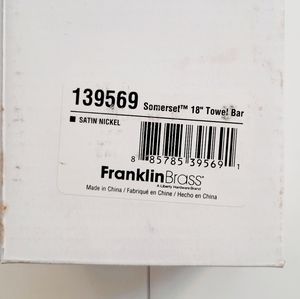 139569 Somerset™ 18" Towel Bar
■ SATIN NICKEL
8 85785 39569 1
FranklinBrass®
A Liberty Hardware Brand
Made in China / Fabriqué en Chine / Hecho en China